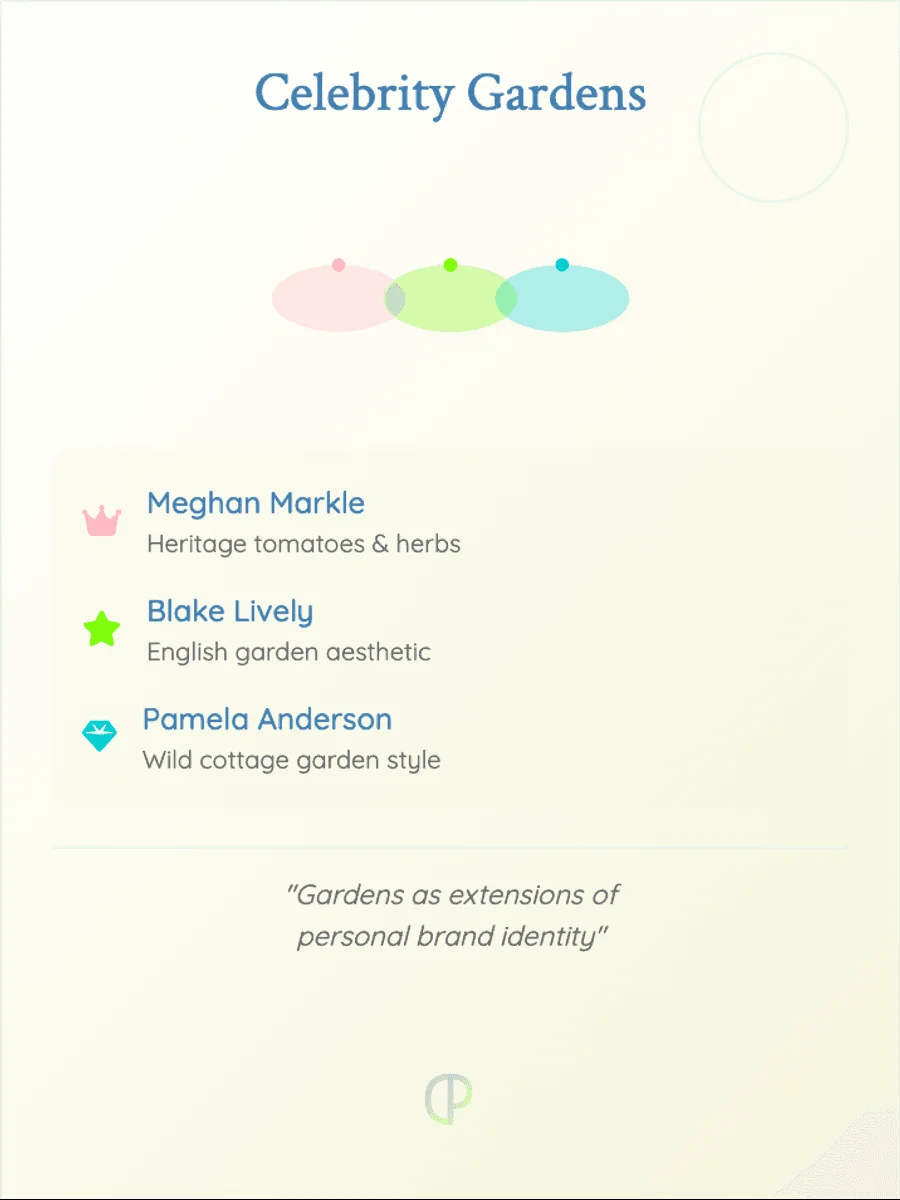 Celebrity Gardens
Meghan Markle
Heritage tomatoes & herbs
Blake Lively
English garden aesthetic
Pamela Anderson
Wild cottage garden style
"Gardens as extensions of
personal brand identity"